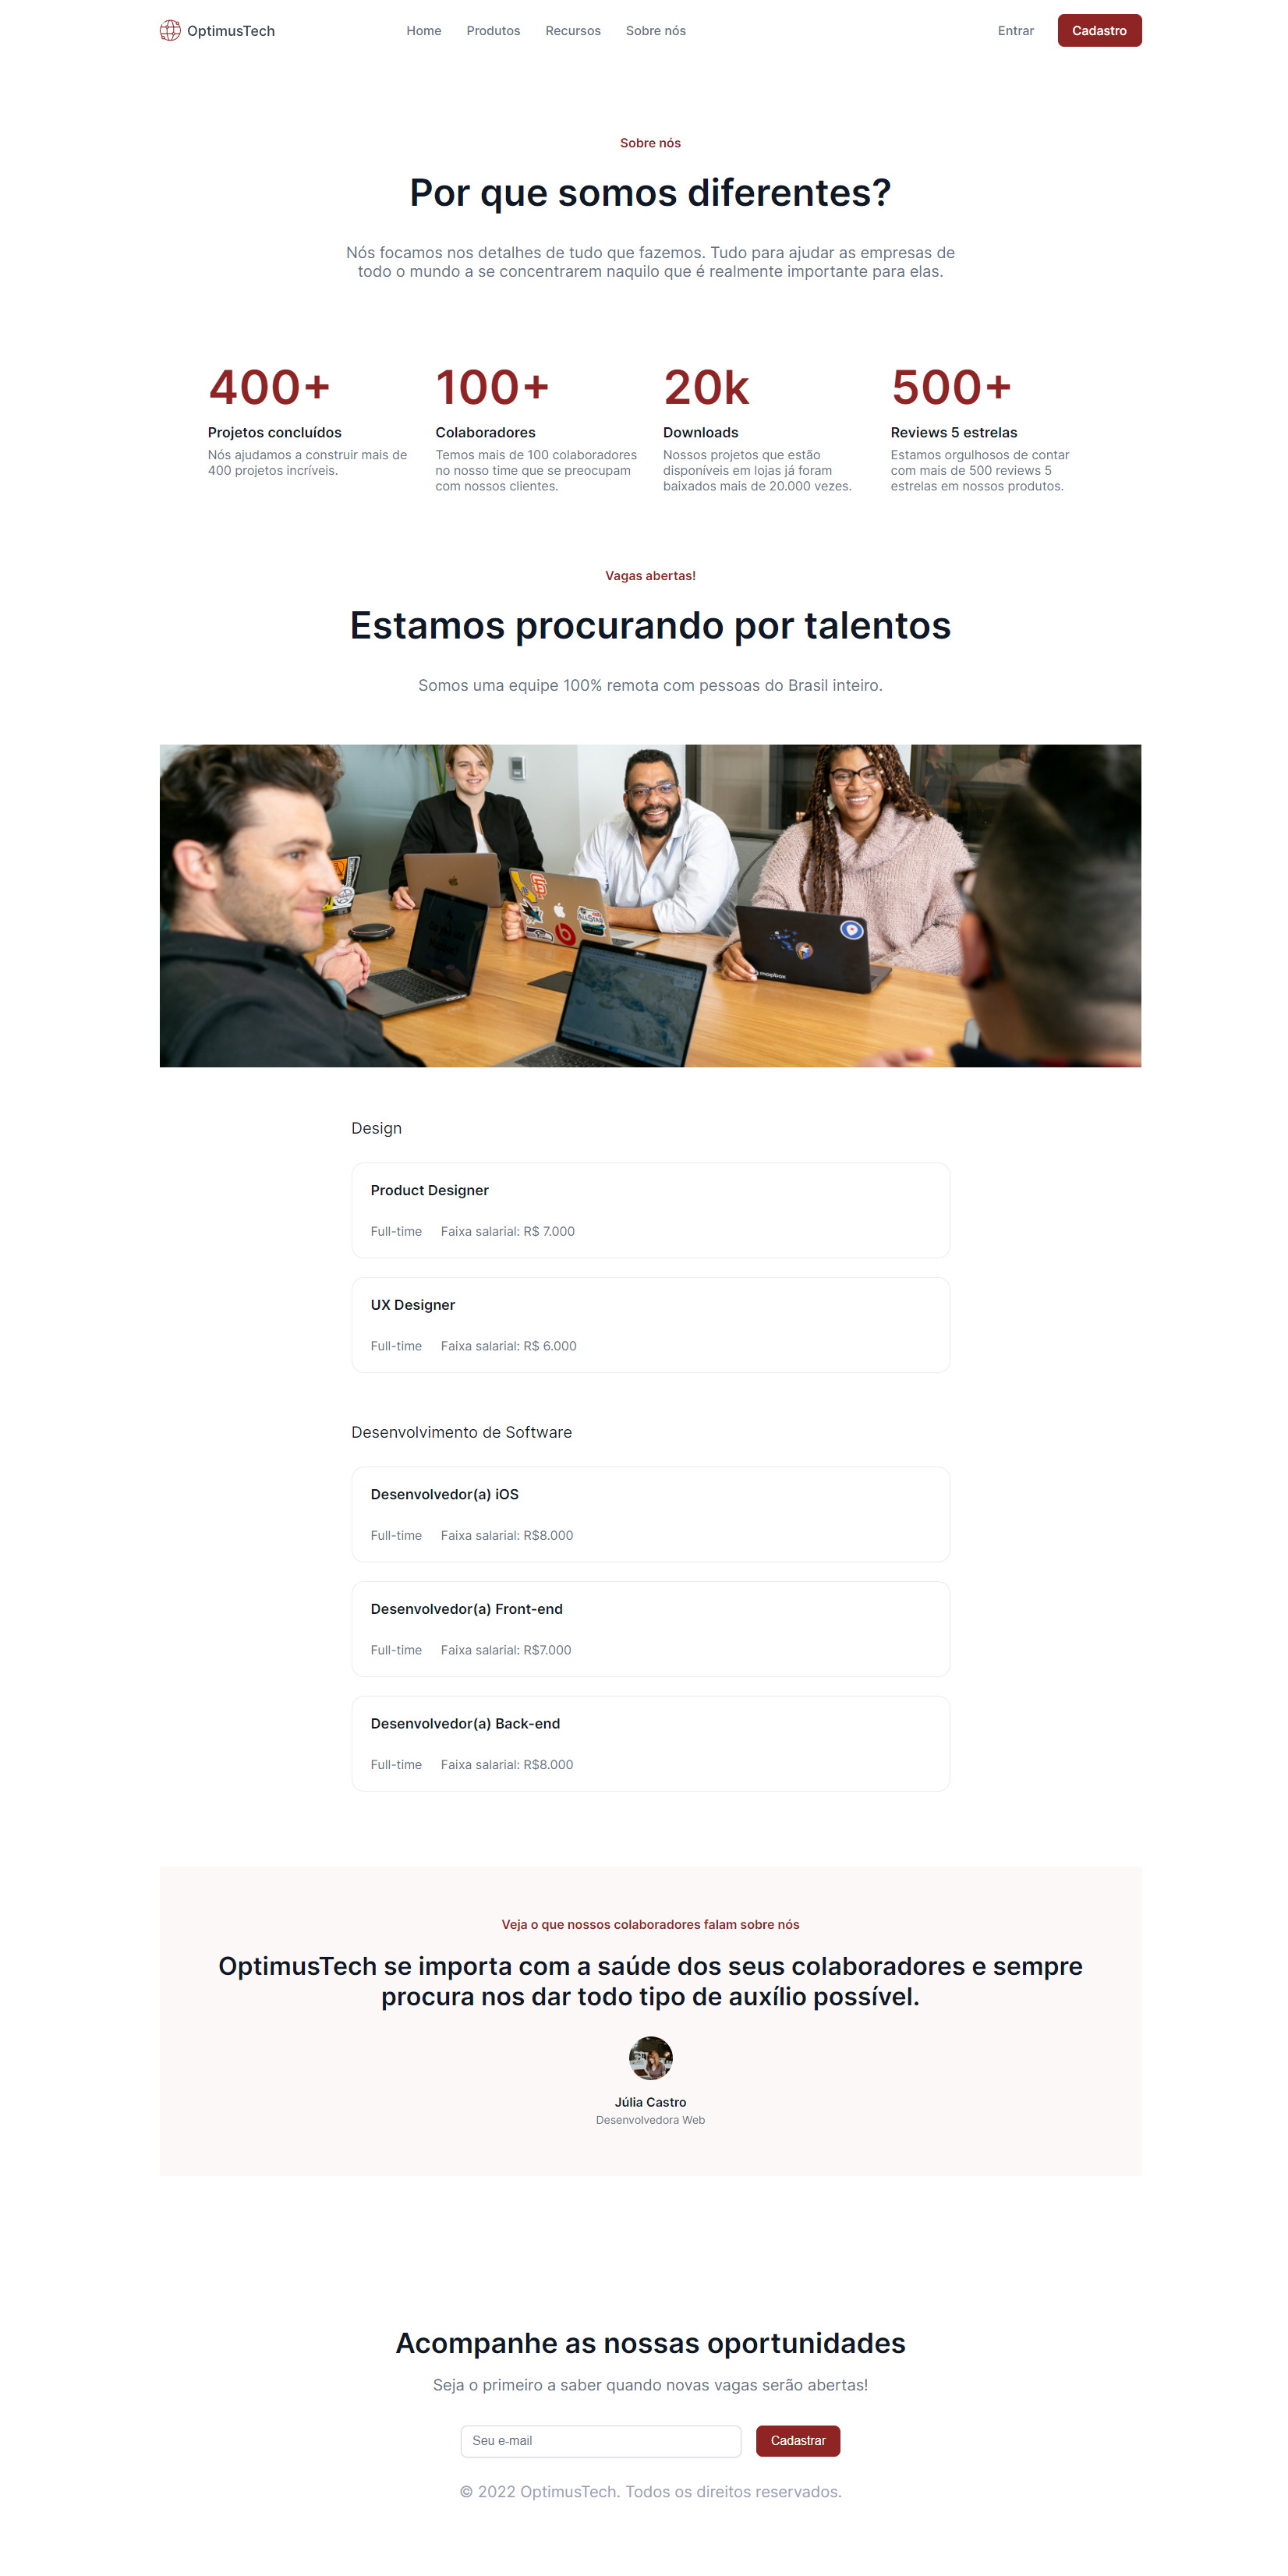 OptimusTech
Home
Produtos
Recursos
Sobre nós
Entrar
Cadastro
Sobre nós
Por que somos diferentes?
Nós focamos nos detalhes de tudo que fazemos. Tudo para ajudar as empresas de
todo o mundo a se concentrarem naquilo que é realmente importante para elas.
400+
Projetos concluídos
Nós ajudamos a construir mais de
400 projetos incríveis.
100+
Colaboradores
Temos mais de 100 colaboradores
no nosso time que se preocupam
com nossos clientes.
20k
Downloads
Nossos projetos que estão
disponíveis em lojas já foram
baixados mais de 20.000 vezes.
500+
Reviews 5 estrelas
Estamos orgulhosos de contar
com mais de 500 reviews 5
estrelas em nossos produtos.
Vagas abertas!
Estamos procurando por talentos
Somos uma equipe 100% remota com pessoas do Brasil inteiro.
mapbox
Design
Product Designer
Full-time
Faixa salarial: R$ 7.000
UX Designer
Full-time
Faixa salarial: R$ 6.000
Desenvolvimento de Software
Desenvolvedor(a) iOS
Full-time
Faixa salarial: R$8.000
Desenvolvedor(a) Front-end
Full-time
Faixa salarial: R$7.000
Desenvolvedor(a) Back-end
Full-time
Faixa salarial: R$8.000
Veja o que nossos colaboradores falam sobre nós
OptimusTech se importa com a saúde dos seus colaboradores e sempre
procura nos dar todo tipo de auxílio possível.
Júlia Castro
Desenvolvedora Web
Acompanhe as nossas oportunidades
Seja o primeiro a saber quando novas vagas serão abertas!
Seu e-mail
Cadastrar
© 2022 OptimusTech. Todos os direitos reservados.